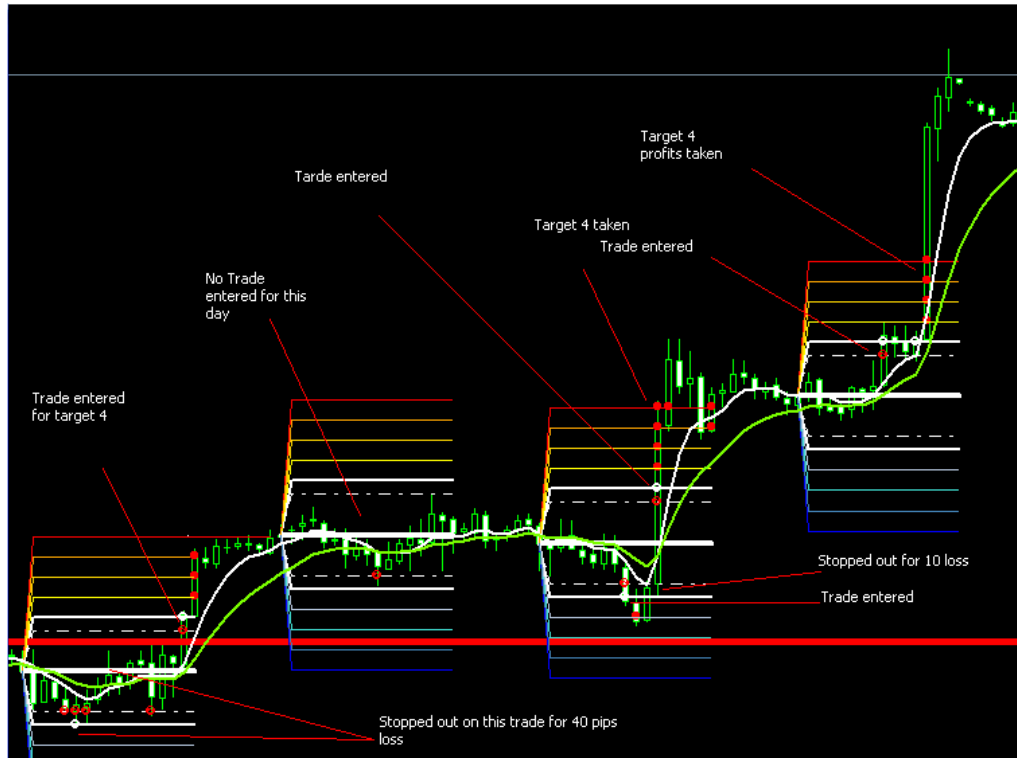 Target 4
profits taken
Tarde entered
Target 4 taken
Trade entered
No Trade
entered for this
day
Trade entered
for target 4
Stopped out for 10 loss
Trade entered
Stopped out on this trade for 40 pips
loss